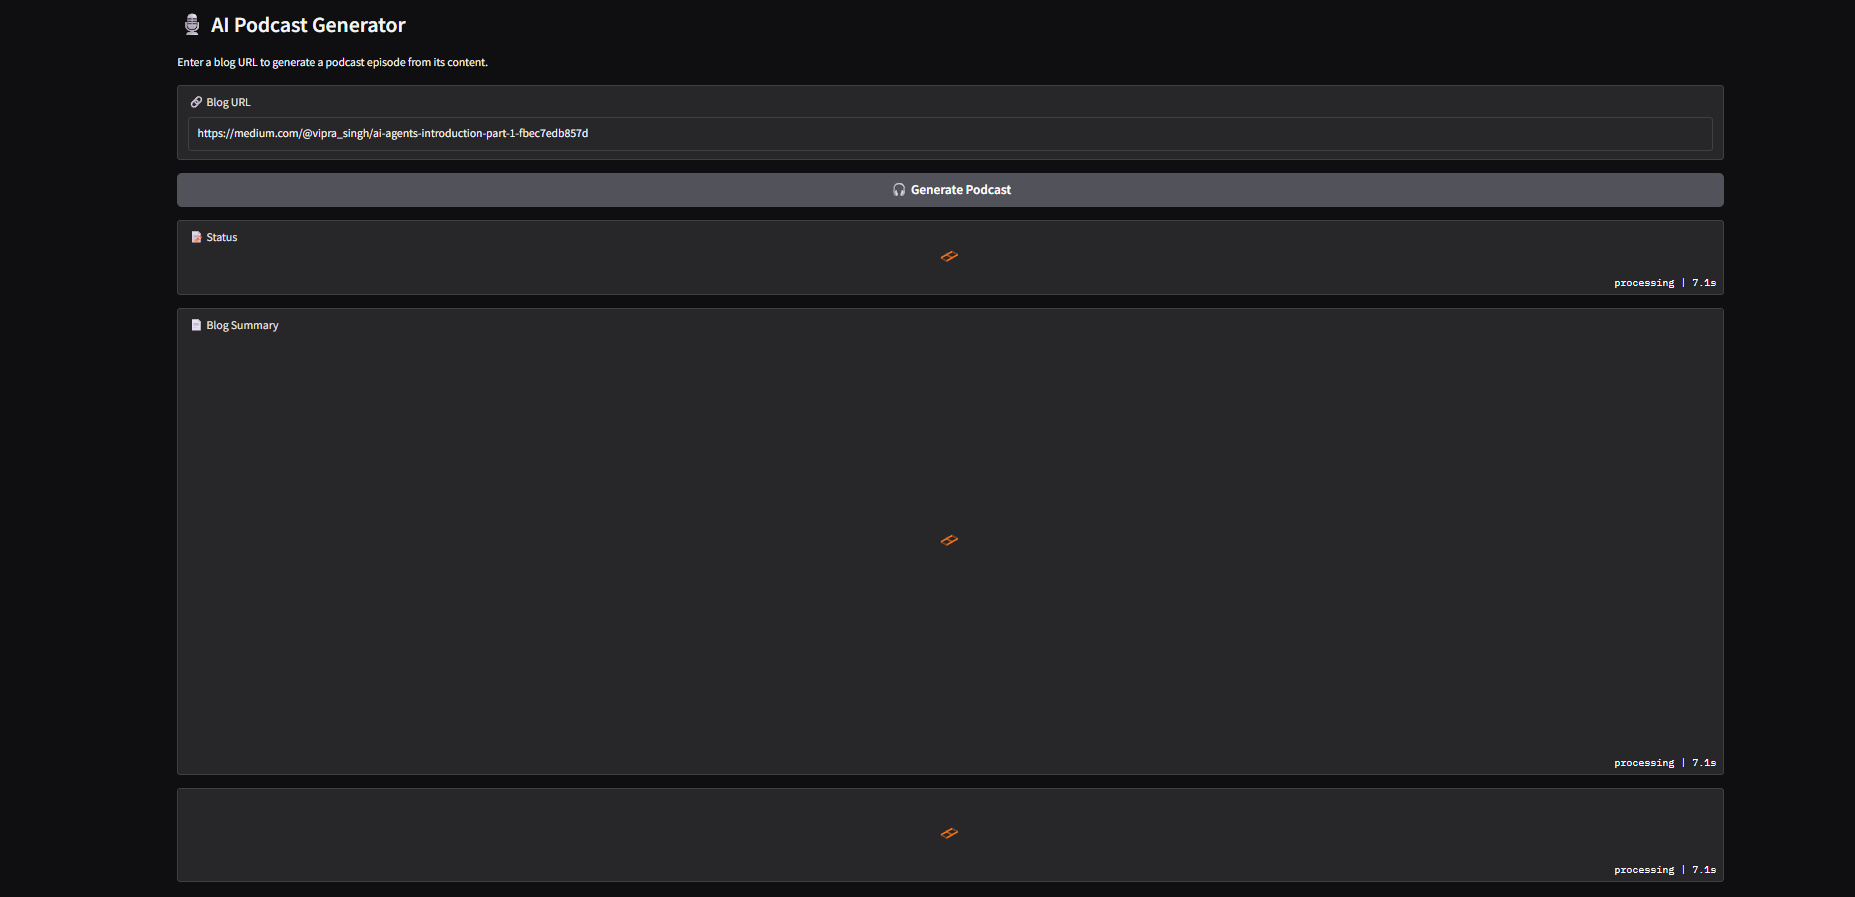 AI Podcast Generator
Enter a blog URL to generate a podcast episode from its content.
Blog URL
https://medium.com/@vipra_singh/ai-agents-introduction-part-1-fbec7edb857d
Generate Podcast
Status
processing | 7.1s
Blog Summary
processing | 7.1s
processing | 7.1s